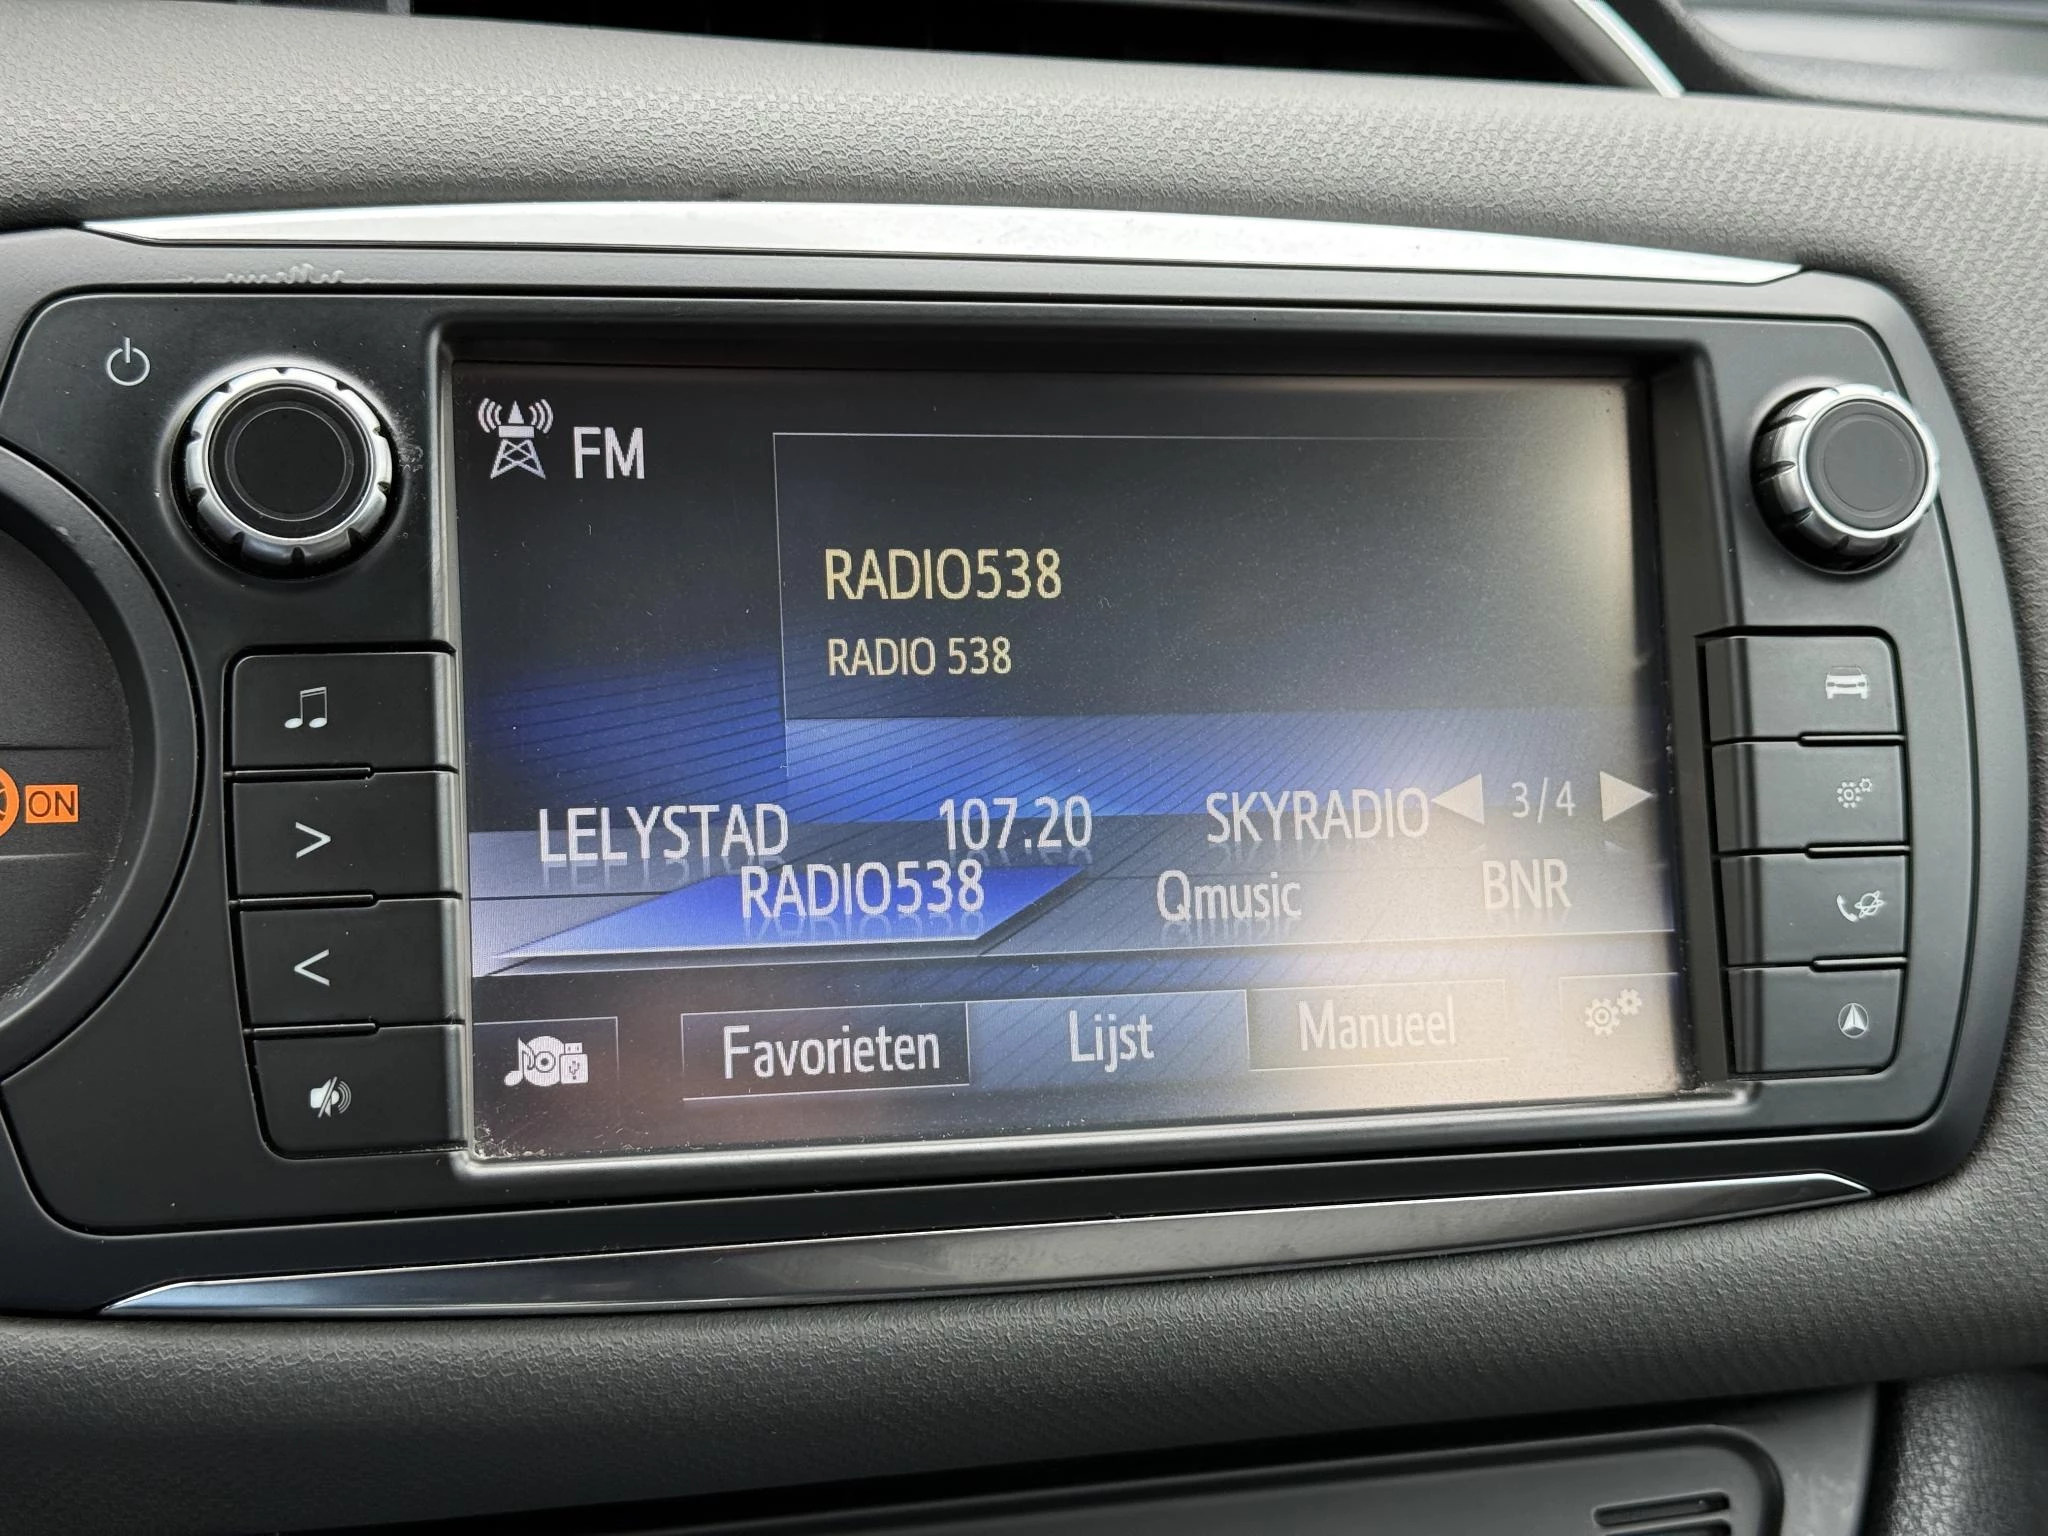 FM
RADIO538
RADIO 538
LELYSTAD 107.20 SKYRADIO 3/4
RADIO538 Qmusic BNR
Favorieten Lijst Manueel
ON